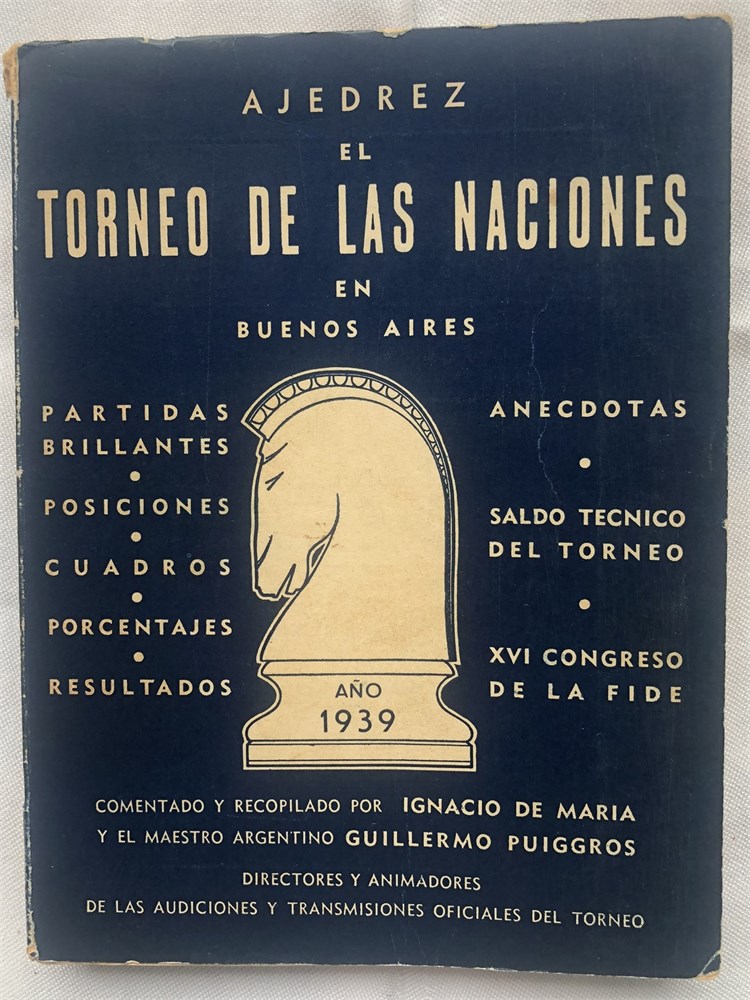 AJEDREZ
EL
TORNEO DE LAS NACIONES
EN
BUENOS AIRES
PARTIDAS
BRILLANTES
•
POSICIONES
•
CUADROS
•
PORCENTAJES
•
RESULTADOS
ANECDOTAS
•
SALDO TECNICO
DEL TORNEO
•
XVI CONGRESO
DE LA FIDE
AÑO
1939
COMENTADO Y RECOPILADO POR IGNACIO DE MARIA
Y EL MAESTRO ARGENTINO GUILLERMO PUIGGROS
DIRECTORES Y ANIMADORES
DE LAS AUDICIONES Y TRANSMISIONES OFICIALES DEL TORNEO